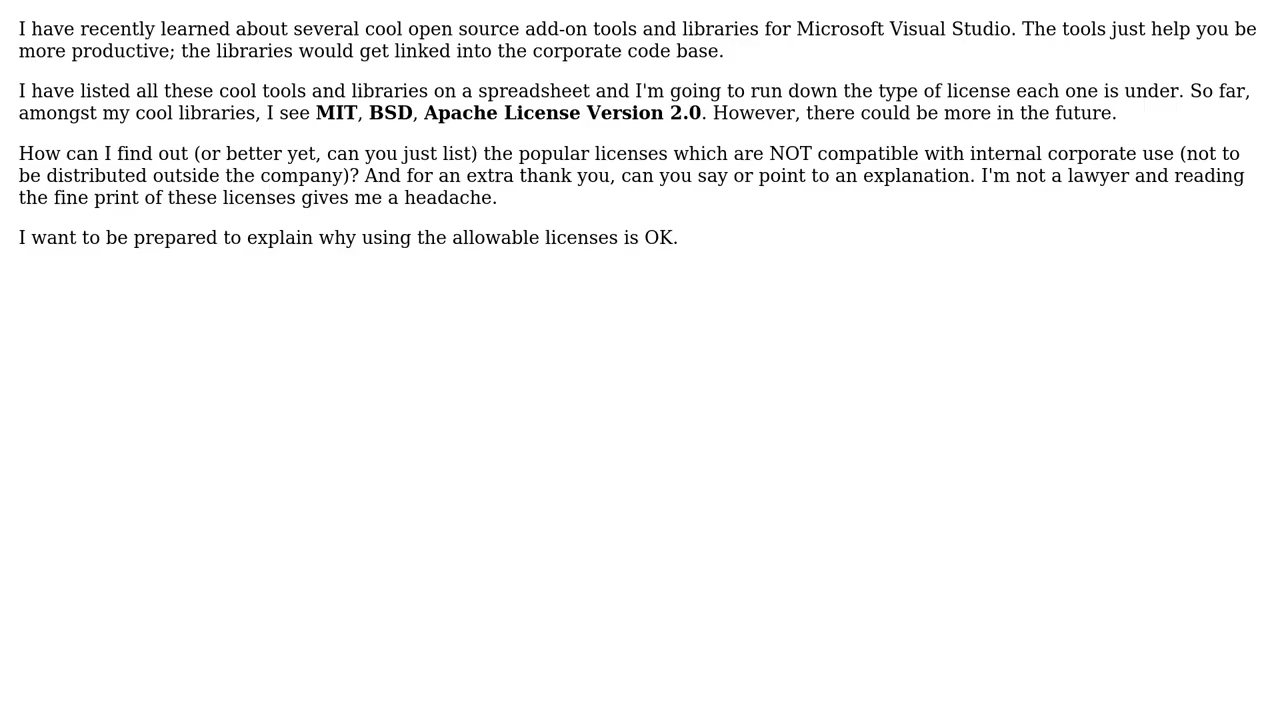 I have recently learned about several cool open source add-on tools and libraries for Microsoft Visual Studio. The tools just help you be
more productive; the libraries would get linked into the corporate code base.
I have listed all these cool tools and libraries on a spreadsheet and I'm going to run down the type of license each one is under. So far,
amongst my cool libraries, I see MIT, BSD, Apache License Version 2.0. However, there could be more in the future.
How can I find out (or better yet, can you just list) the popular licenses which are NOT compatible with internal corporate use (not to
be distributed outside the company)? And for an extra thank you, can you say or point to an explanation. I'm not a lawyer and reading
the fine print of these licenses gives me a headache.
I want to be prepared to explain why using the allowable licenses is OK.